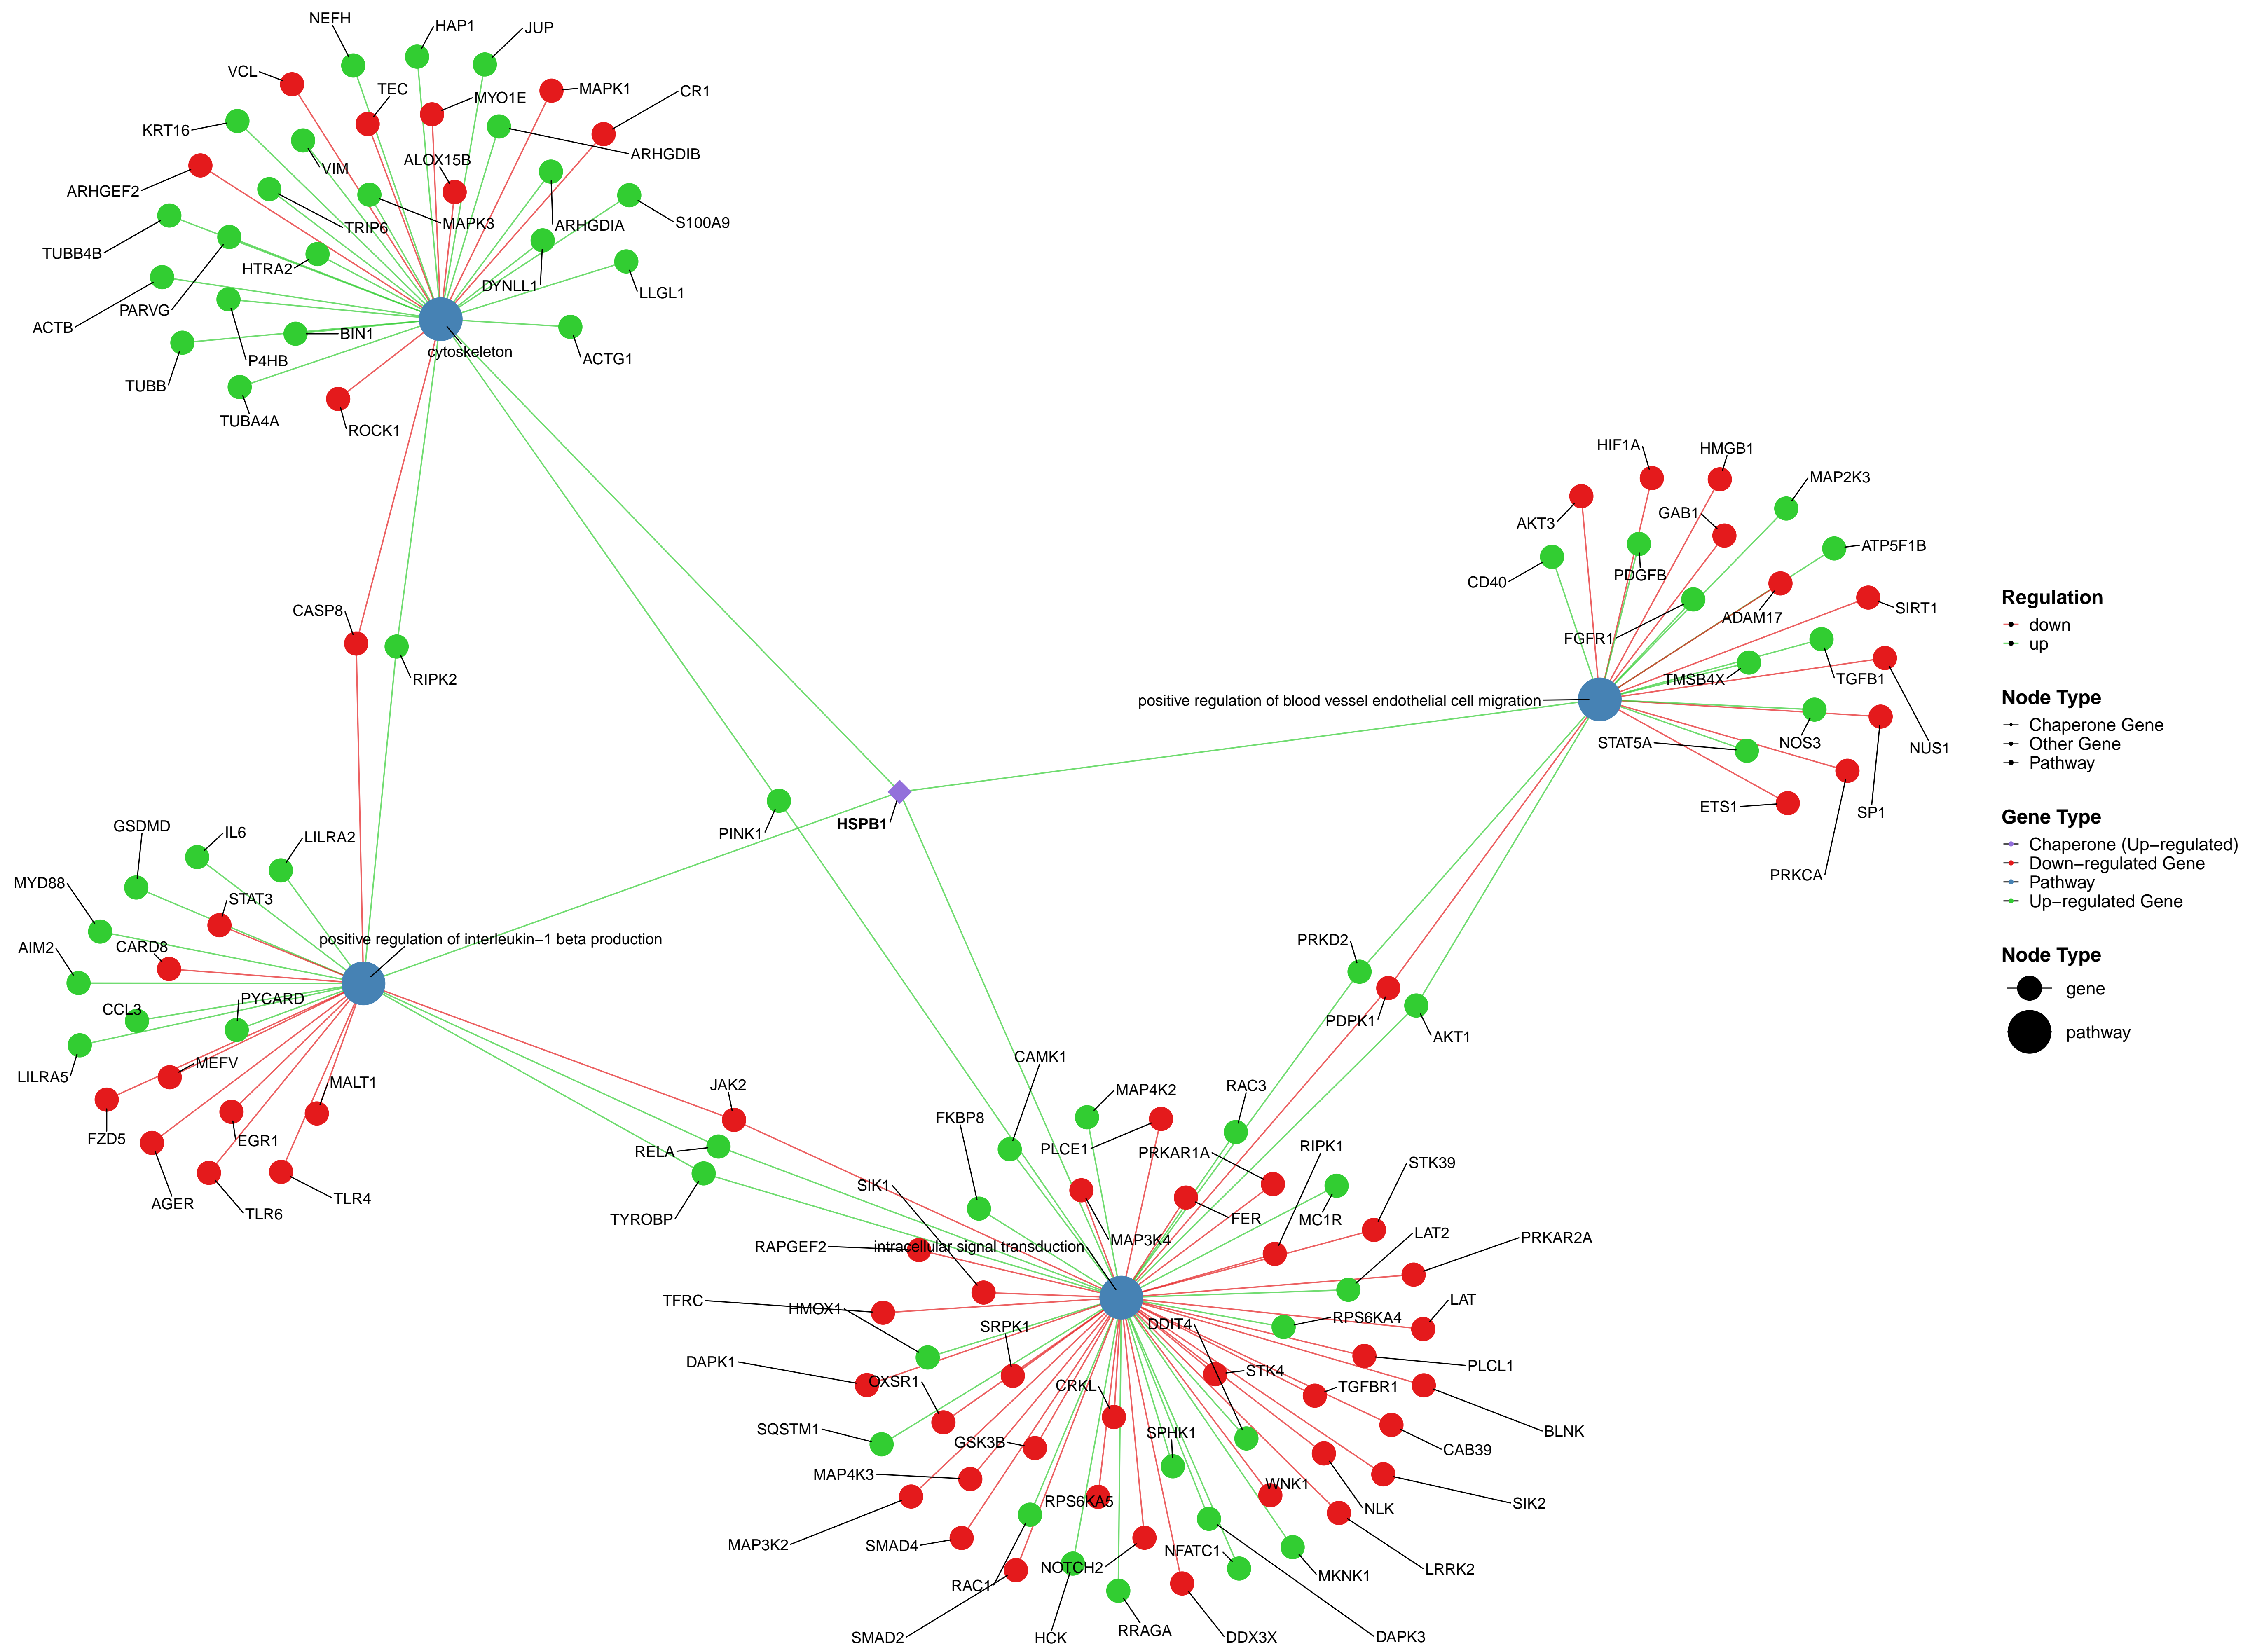 NEFH
HAP1
JUP
VCL
TEC
MYO1E
MAPK1
CR1
KRT16
VIM
ALOX15B
ARHGDIB
ARHGEF2
TRIP6
MAPK3
ARHGDIA
S100A9
TUBB4B
HTRA2
DYNLL1
LLGL1
ACTB
PARVG
BIN1
cytoskeleton
P4HB
ACTG1
TUBB
TUBA4A
ROCK1
HIF1A
HMGB1
MAP2K3
AKT3
GAB1
ATP5F1B
CD40
PDGFB
ADAM17
SIRT1
FGFR1
TMSB4X
TGFB1
positive regulation of blood vessel endothelial cell migration
STAT5A
NOS3
NUS1
ETS1
SP1
PRKCA
CASP8
RIPK2
PINK1
HSPB1
GSDMD
IL6
LILRA2
MYD88
STAT3
AIM2
CARD8
positive regulation of interleukin−1 beta production
CCL3
PYCARD
LILRA5
MEFV
MALT1
FZD5
EGR1
AGER
TLR6
TLR4
PRKD2
PDPK1
AKT1
JAK2
RELA
TYROBP
CAMK1
FKBP8
MAP4K2
RAC3
PLCE1
PRKAR1A
RIPK1
STK39
SIK1
FER
MC1R
RAPGEF2
intracellular signal transduction
MAP3K4
LAT2
PRKAR2A
TFRC
HMOX1
SRPK1
DDIT4
RPS6KA4
LAT
DAPK1
OXSR1
CRKL
STK4
TGFBR1
PLCL1
SQSTM1
GSK3B
SPHK1
CAB39
BLNK
MAP4K3
RPS6KA5
WNK1
NLK
SIK2
MAP3K2
SMAD4
NOTCH2
NFATC1
MKNK1
LRRK2
RAC1
SMAD2
HCK
RRAGA
DDX3X
DAPK3
Regulation
down
up
Node Type
Chaperone Gene
Other Gene
Pathway
Gene Type
Chaperone (Up−regulated)
Down−regulated Gene
Pathway
Up−regulated Gene
Node Type
gene
pathway